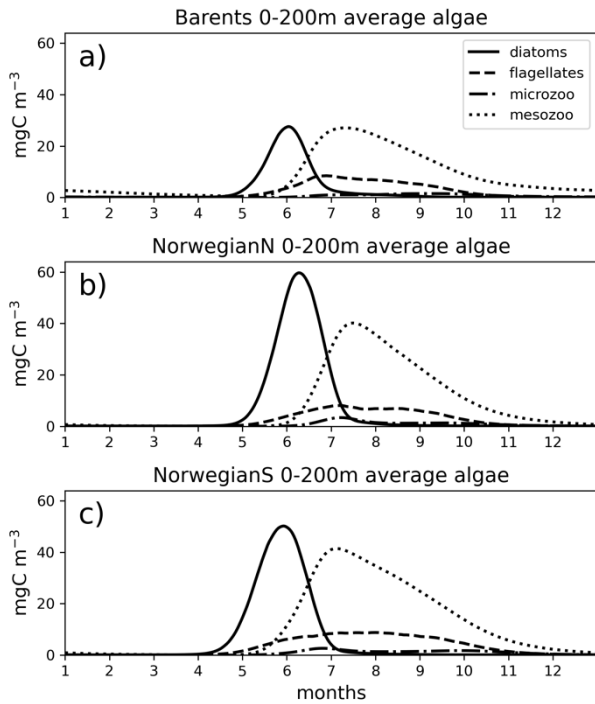 Barents 0-200m average algae
a)
mgC m⁻³
60
40
20
0
diatoms
flagellates
microzoo
mesozoo
1 2 3 4 5 6 7 8 9 10 11 12
NorwegianN 0-200m average algae
b)
mgC m⁻³
60
40
20
0
1 2 3 4 5 6 7 8 9 10 11 12
NorwegianS 0-200m average algae
c)
mgC m⁻³
60
40
20
0
1 2 3 4 5 6 7 8 9 10 11 12
months